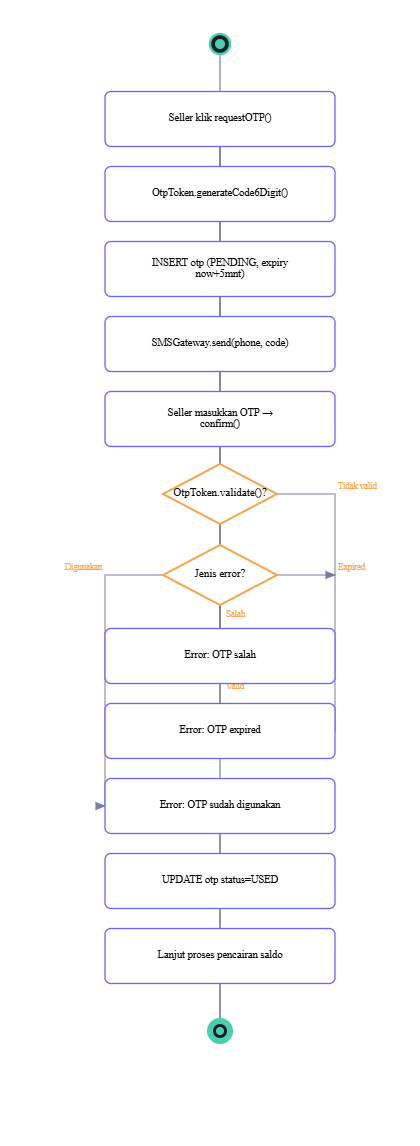 Seller klik requestOTP()
OtpToken.generateCode6Digit()
INSERT otp (PENDING, expiry
now+5mnt)
SMSGateway.send(phone, code)
Seller masukkan OTP →
confirm()
OtpToken.validate()?
Tidak valid
Digunakan
Jenis error?
Expired
Salah
Error: OTP salah
Valid
Error: OTP expired
Error: OTP sudah digunakan
UPDATE otp status=USED
Lanjut proses pencairan saldo